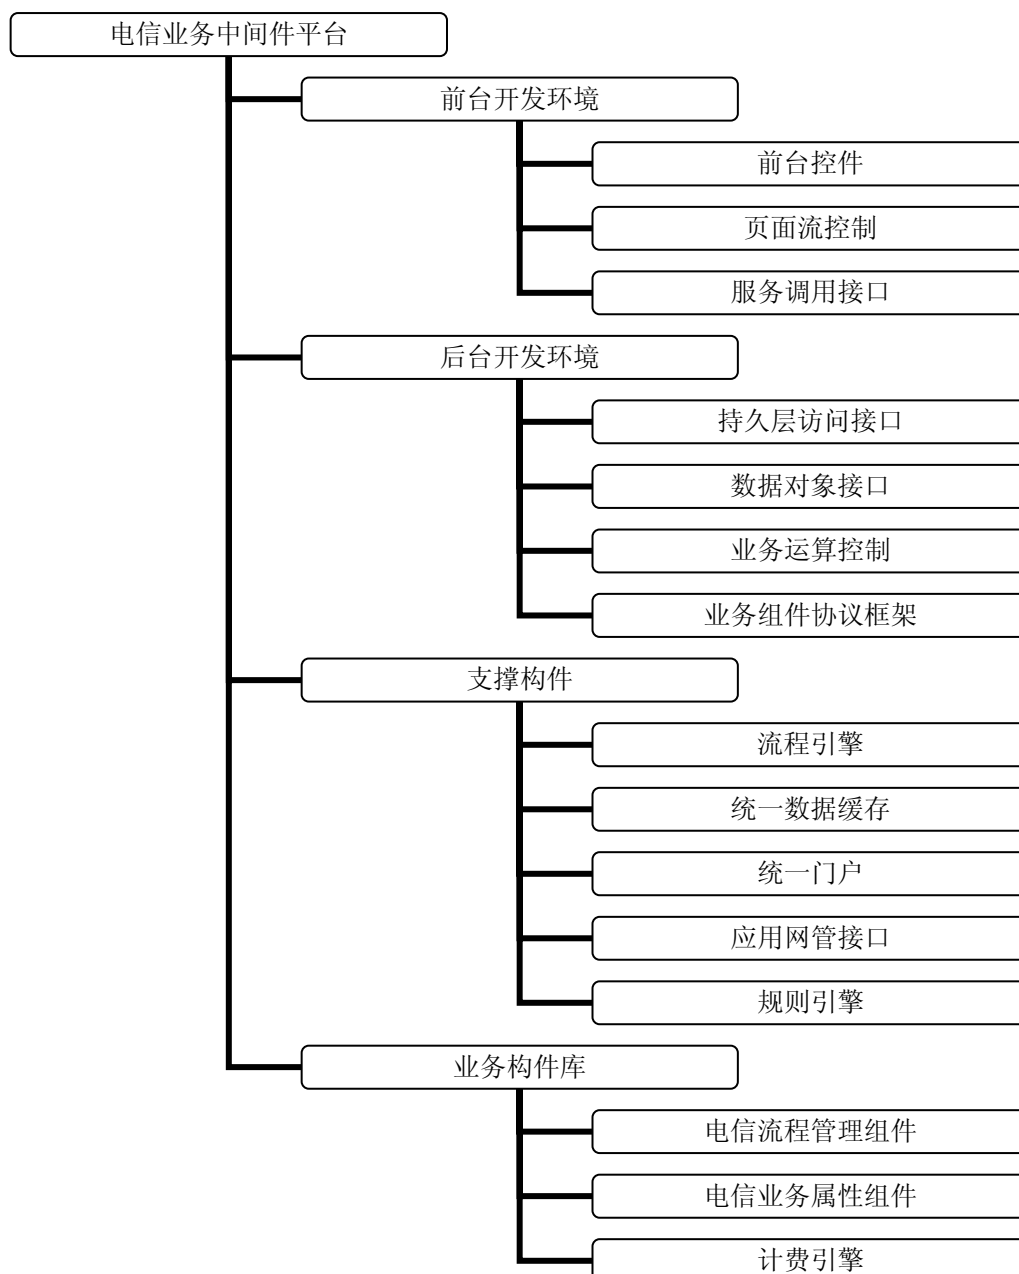 电信业务中间件平台
前台开发环境
前台控件
页面流控制
服务调用接口
后台开发环境
持久层访问接口
数据对象接口
业务运算控制
业务组件协议框架
支撑构件
流程引擎
统一数据缓存
统一门户
应用网管接口
规则引擎
业务构件库
电信流程管理组件
电信业务属性组件
计费引擎